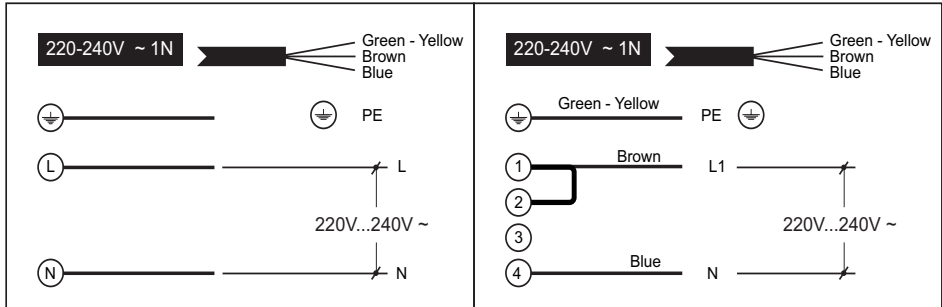 220-240V ~ 1N
Green - Yellow
Brown
Blue
PE
L
L
220V...240V ~
N
N
220-240V ~ 1N
Green - Yellow
Brown
Blue
Green - Yellow
PE
1
Brown
L1
2
220V...240V ~
3
4
Blue
N